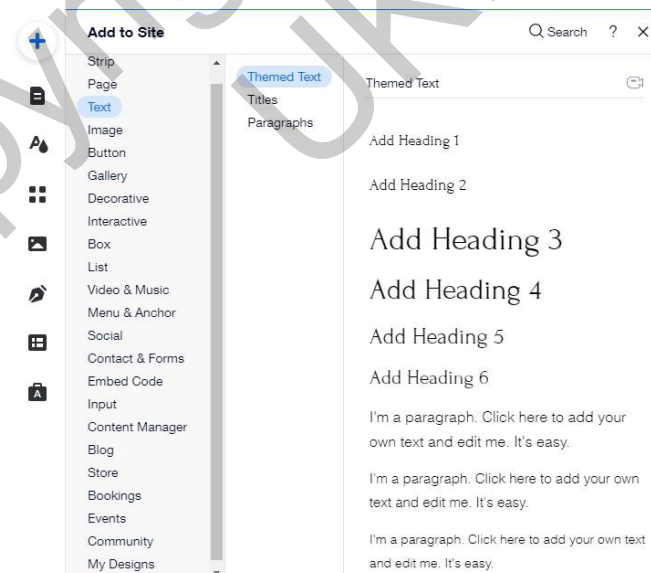 Add to Site
Search ? ×
Strip
Page
Text
Image
Button
Gallery
Decorative
Interactive
Box
List
Video & Music
Menu & Anchor
Social
Contact & Forms
Embed Code
Input
Content Manager
Blog
Store
Bookings
Events
Community
My Designs
Themed Text
Titles
Paragraphs
Themed Text
Add Heading 1
Add Heading 2
Add Heading 3
Add Heading 4
Add Heading 5
Add Heading 6
I'm a paragraph. Click here to add your
own text and edit me. It's easy.
I'm a paragraph. Click here to add your own
text and edit me. It's easy.
I'm a paragraph. Click here to add your own text
and edit me. It's easy.
A
A
UK